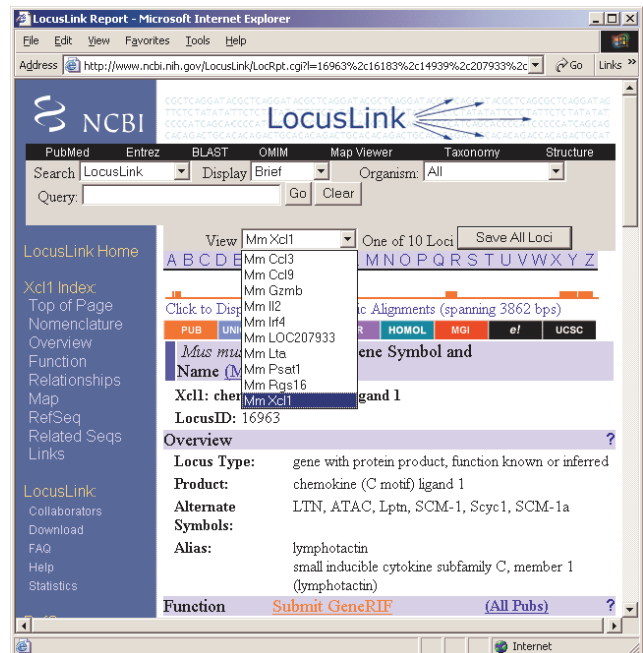 LocusLink Report - Microsoft Internet Explorer
File Edit View Favorites Tools Help
Address http://www.ncbi.nih.gov/LocusLink/LocRpt.cgi?l=16963%2c16183%2c14939%2c207933%2c Go Links »
NCBI LocusLink
PubMed Entrez BLAST OMIM Map Viewer Taxonomy Structure
Search LocusLink Display Brief Organism: All
Query: Go Clear
View Mm Xcl1 One of 10 Loci Save All Loci
LocusLink Home
Xcl1 Index:
Top of Page
Nomenclature
Overview
Function
Relationships
Map
RefSeq
Related Seqs
Links
LocusLink:
Collaborators
Download
FAQ
Help
Statistics
Mm Ccl3
Mm Ccl9
Mm Gzmb
Mm Il2
Mm Irf4
Mm LOC207933
Mm Lta
Mm Psat1
Mm Rgs16
Mm Xcl1
A B C D E M N O P Q R S T U V W X Y Z
Click to Disp ic Alignments (spanning 3862 bps)
PUB UNI R HOMOL MGI e! UCSC
Mus mu ene Symbol and
Name (M
Xcl1: cher gand 1
LocusID: 16963
Overview ?
Locus Type: gene with protein product, function known or inferred
Product: chemokine (C motif) ligand 1
Alternate Symbols: LTN, ATAC, Lptn, SCM-1, Scyc1, SCM-1a
Alias: lymphotactin
small inducible cytokine subfamily C, member 1
(lymphotactin)
Function Submit GeneRIF (All Pubs) ?
Internet